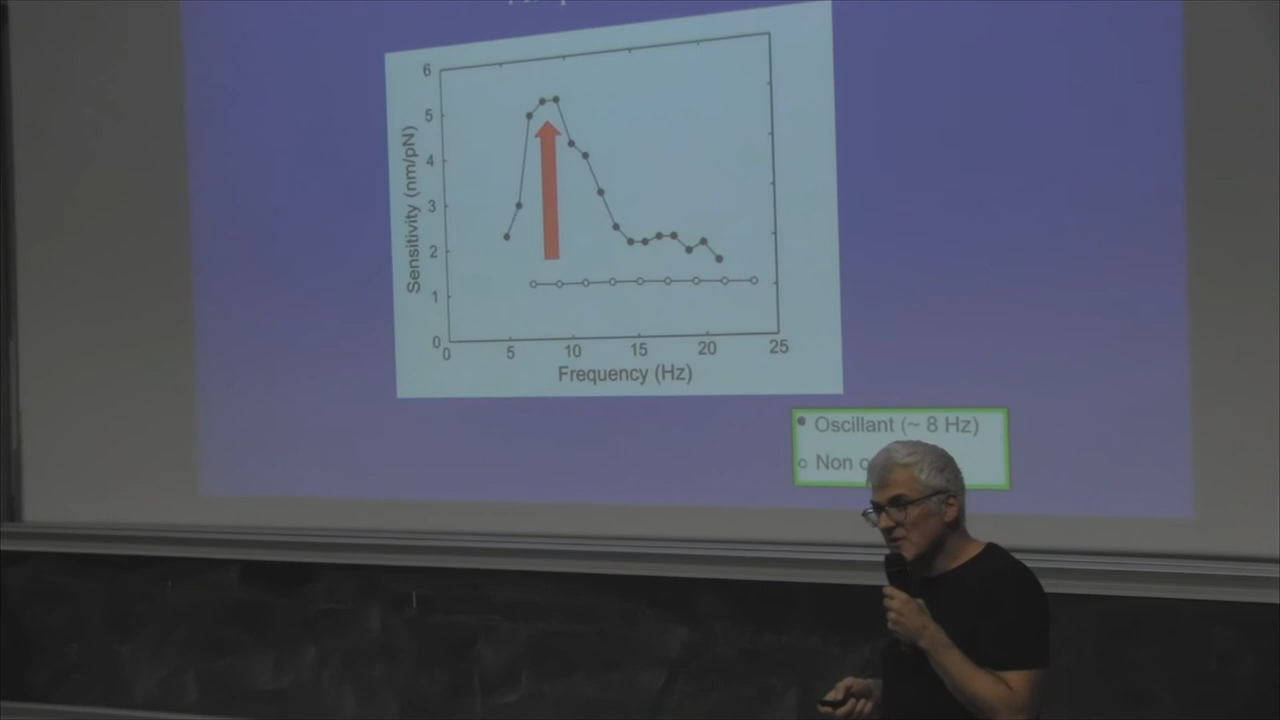 6
5
4
3
2
1
0
Sensitivity (nm/pN)
0 5 10 15 20 25
Frequency (Hz)
Oscillant (~ 8 Hz)
Non